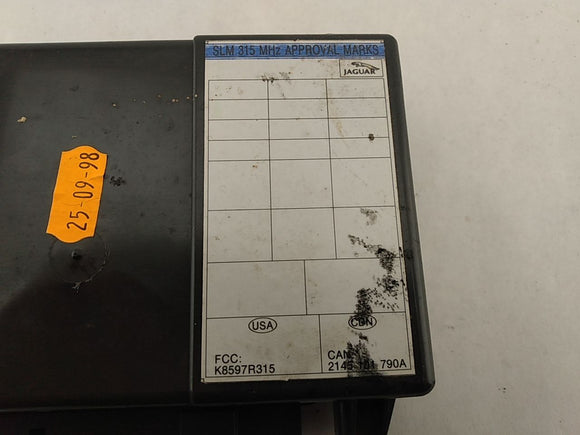 SLM 315 MHz APPROVAL MARKS
JAGUAR
25-09-98
USA
CDN
FCC:
K8597R315
CAN:
790A